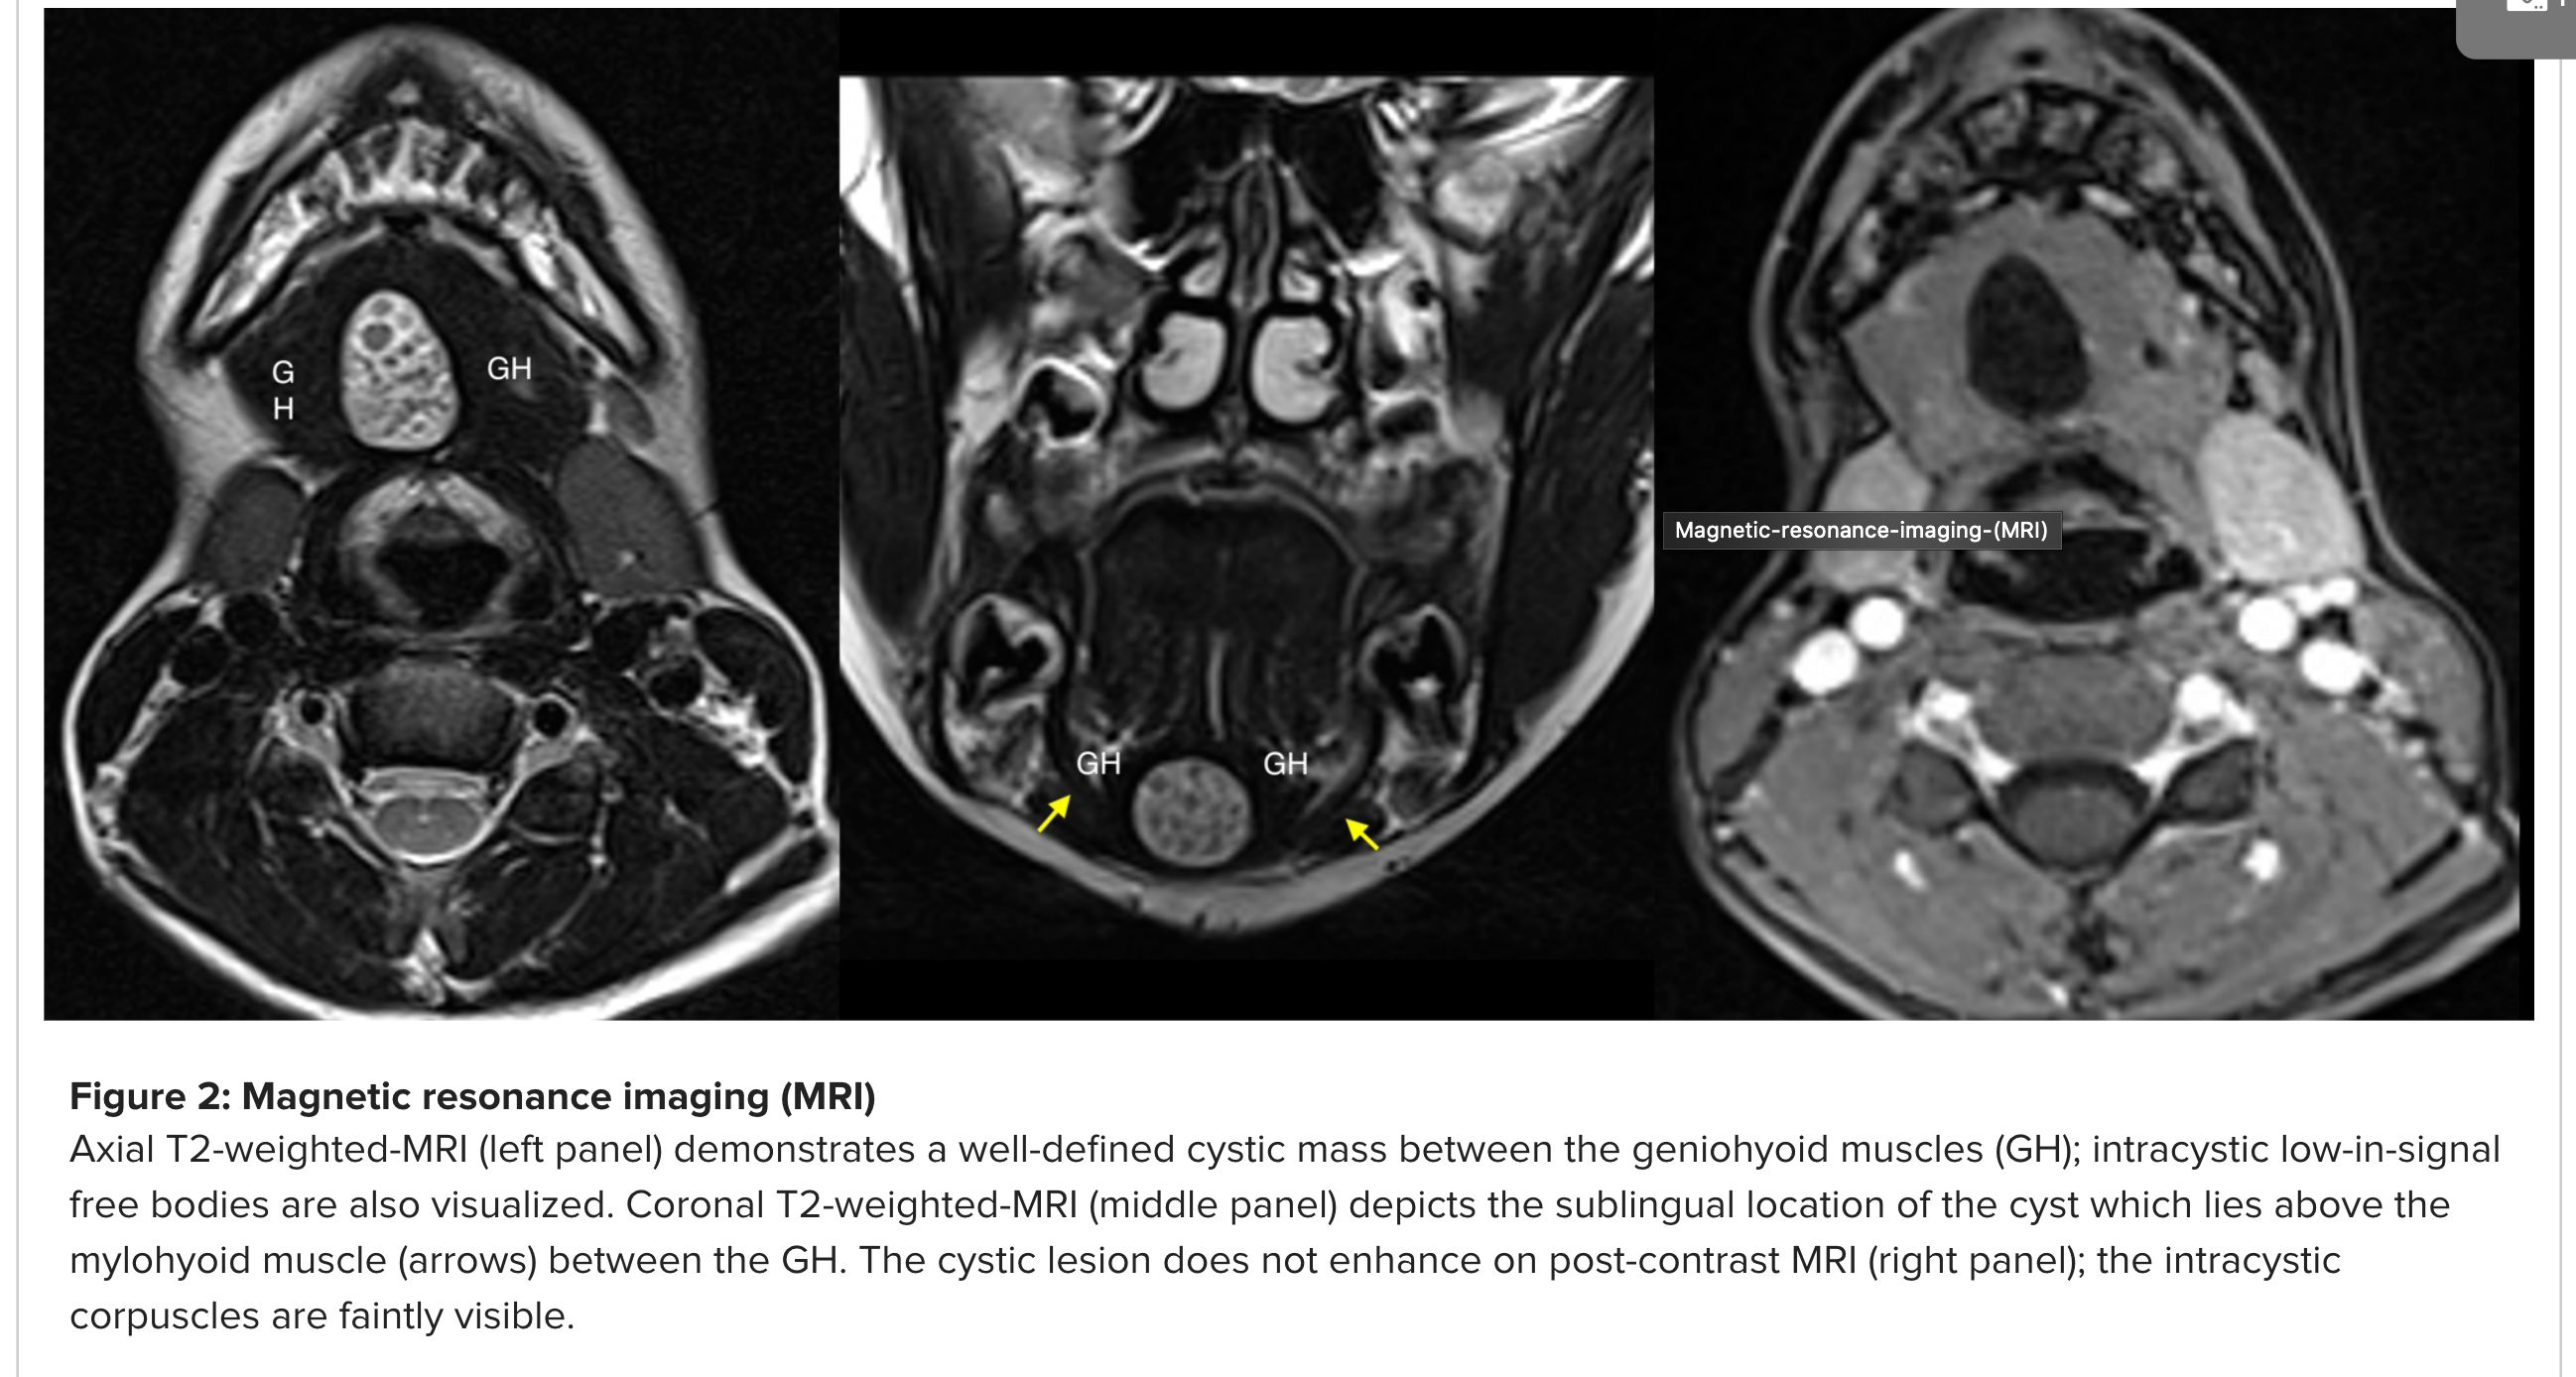 G
H
GH
GH
GH
Magnetic-resonance-imaging-(MRI)
Figure 2: Magnetic resonance imaging (MRI)
Axial T2-weighted-MRI (left panel) demonstrates a well-defined cystic mass between the geniohyoid muscles (GH); intracystic low-in-signal
free bodies are also visualized. Coronal T2-weighted-MRI (middle panel) depicts the sublingual location of the cyst which lies above the
mylohyoid muscle (arrows) between the GH. The cystic lesion does not enhance on post-contrast MRI (right panel); the intracystic
corpuscles are faintly visible.